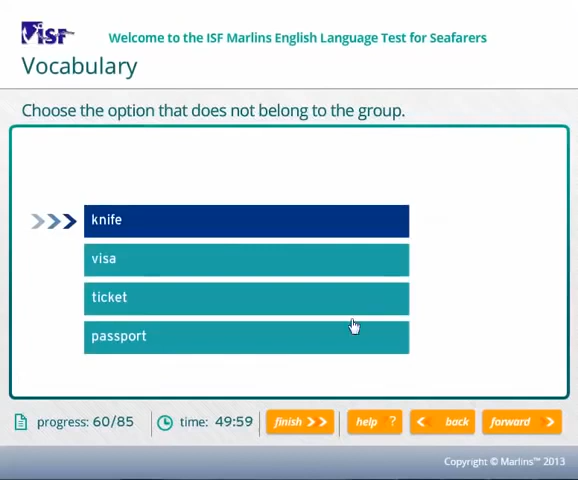 ISF
Welcome to the ISF Marlins English Language Test for Seafarers
Vocabulary
Choose the option that does not belong to the group.
knife
visa
ticket
passport
progress: 60/85 time: 49:59 finish >> help ? < back forward >
Copyright © Marlins™ 2013